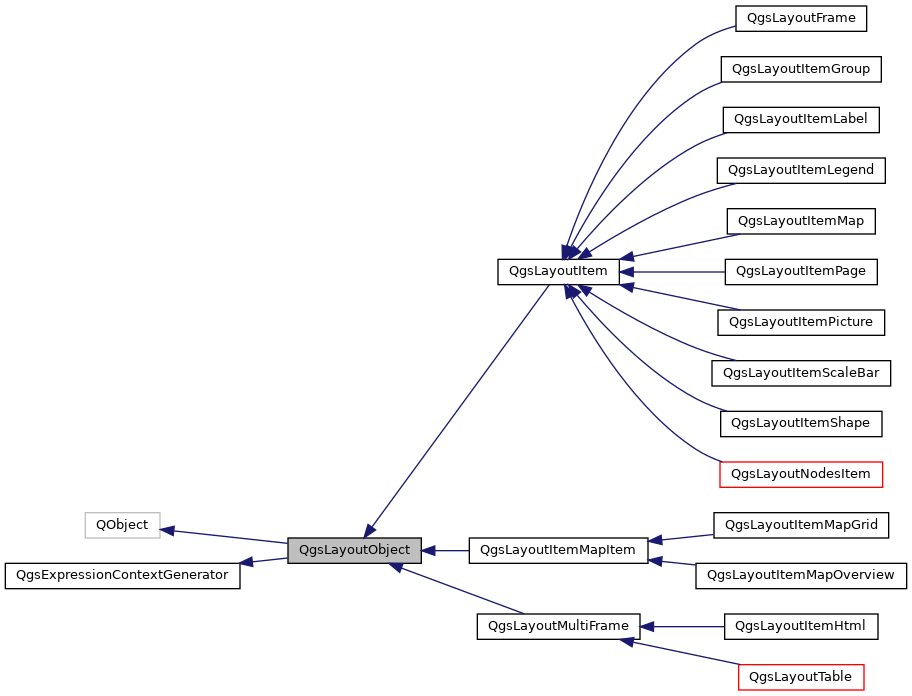 QgsLayoutFrame
QgsLayoutItemGroup
QgsLayoutItemLabel
QgsLayoutItemLegend
QgsLayoutItemMap
QgsLayoutItem
QgsLayoutItemPage
QgsLayoutItemPicture
QgsLayoutItemScaleBar
QgsLayoutItemShape
QgsLayoutNodesItem
QObject
QgsLayoutItemMapGrid
QgsLayoutObject
QgsLayoutItemMapItem
QgsExpressionContextGenerator
QgsLayoutItemMapOverview
QgsLayoutMultiFrame
QgsLayoutItemHtml
QgsLayoutTable